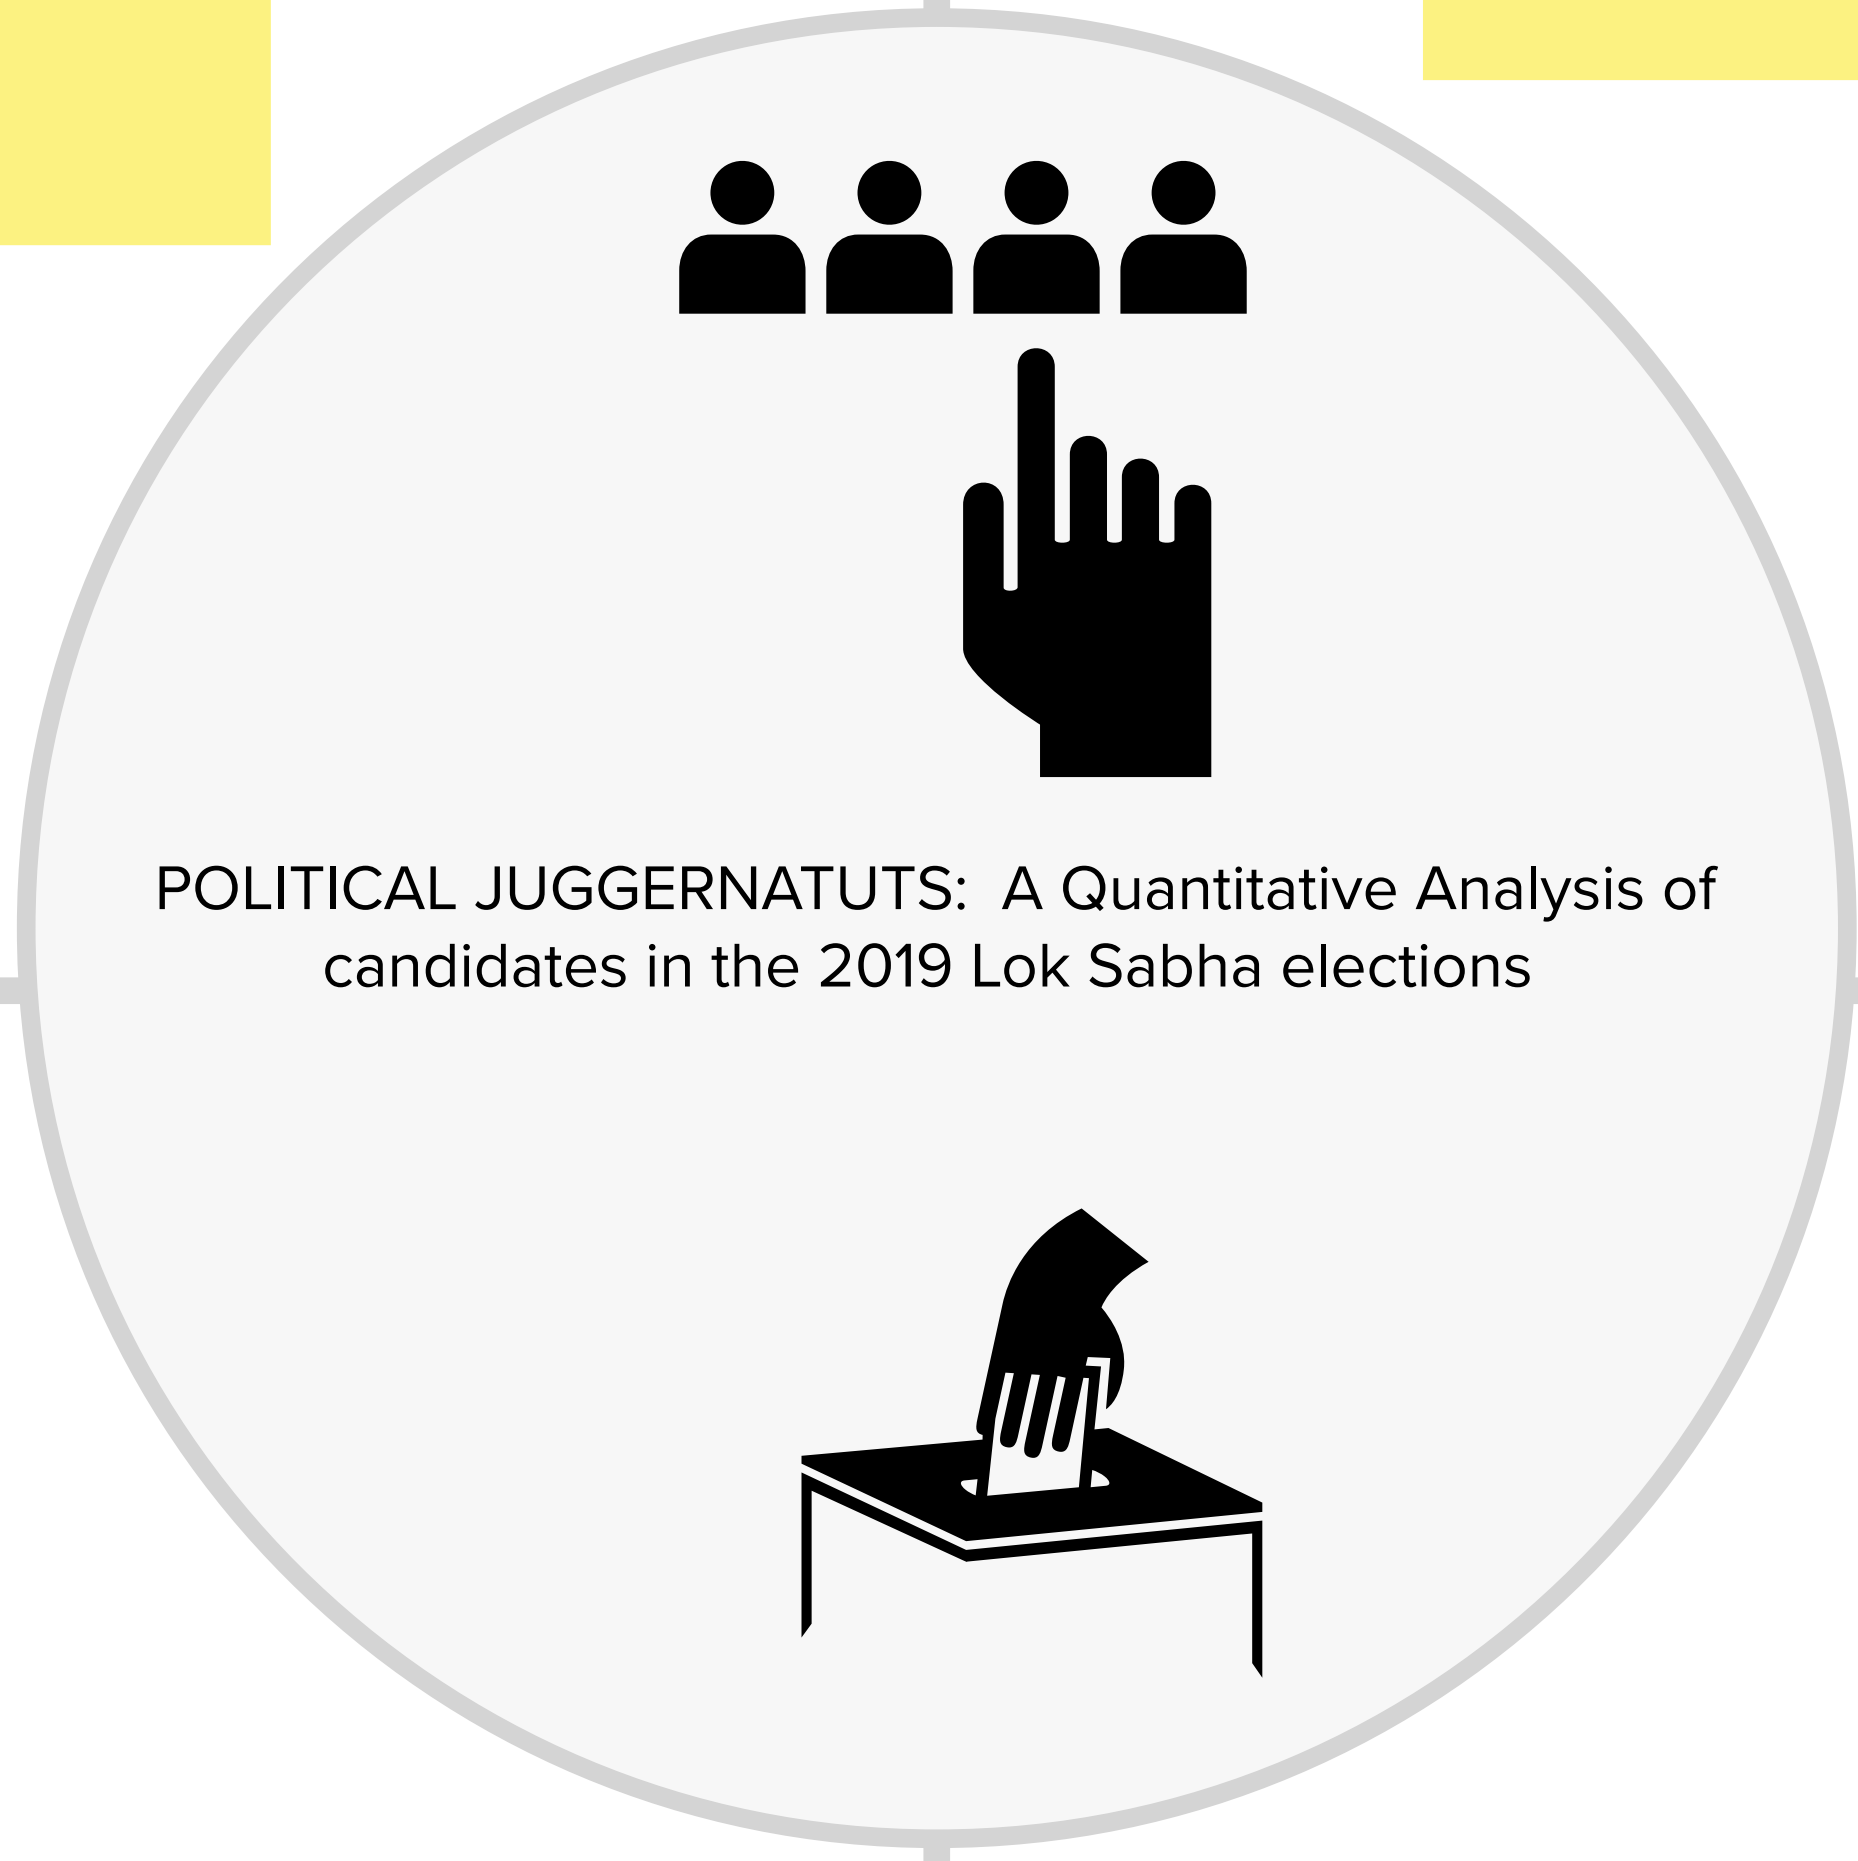 POLITICAL JUGGERNATUTS:  A Quantitative Analysis of
candidates in the 2019 Lok Sabha elections